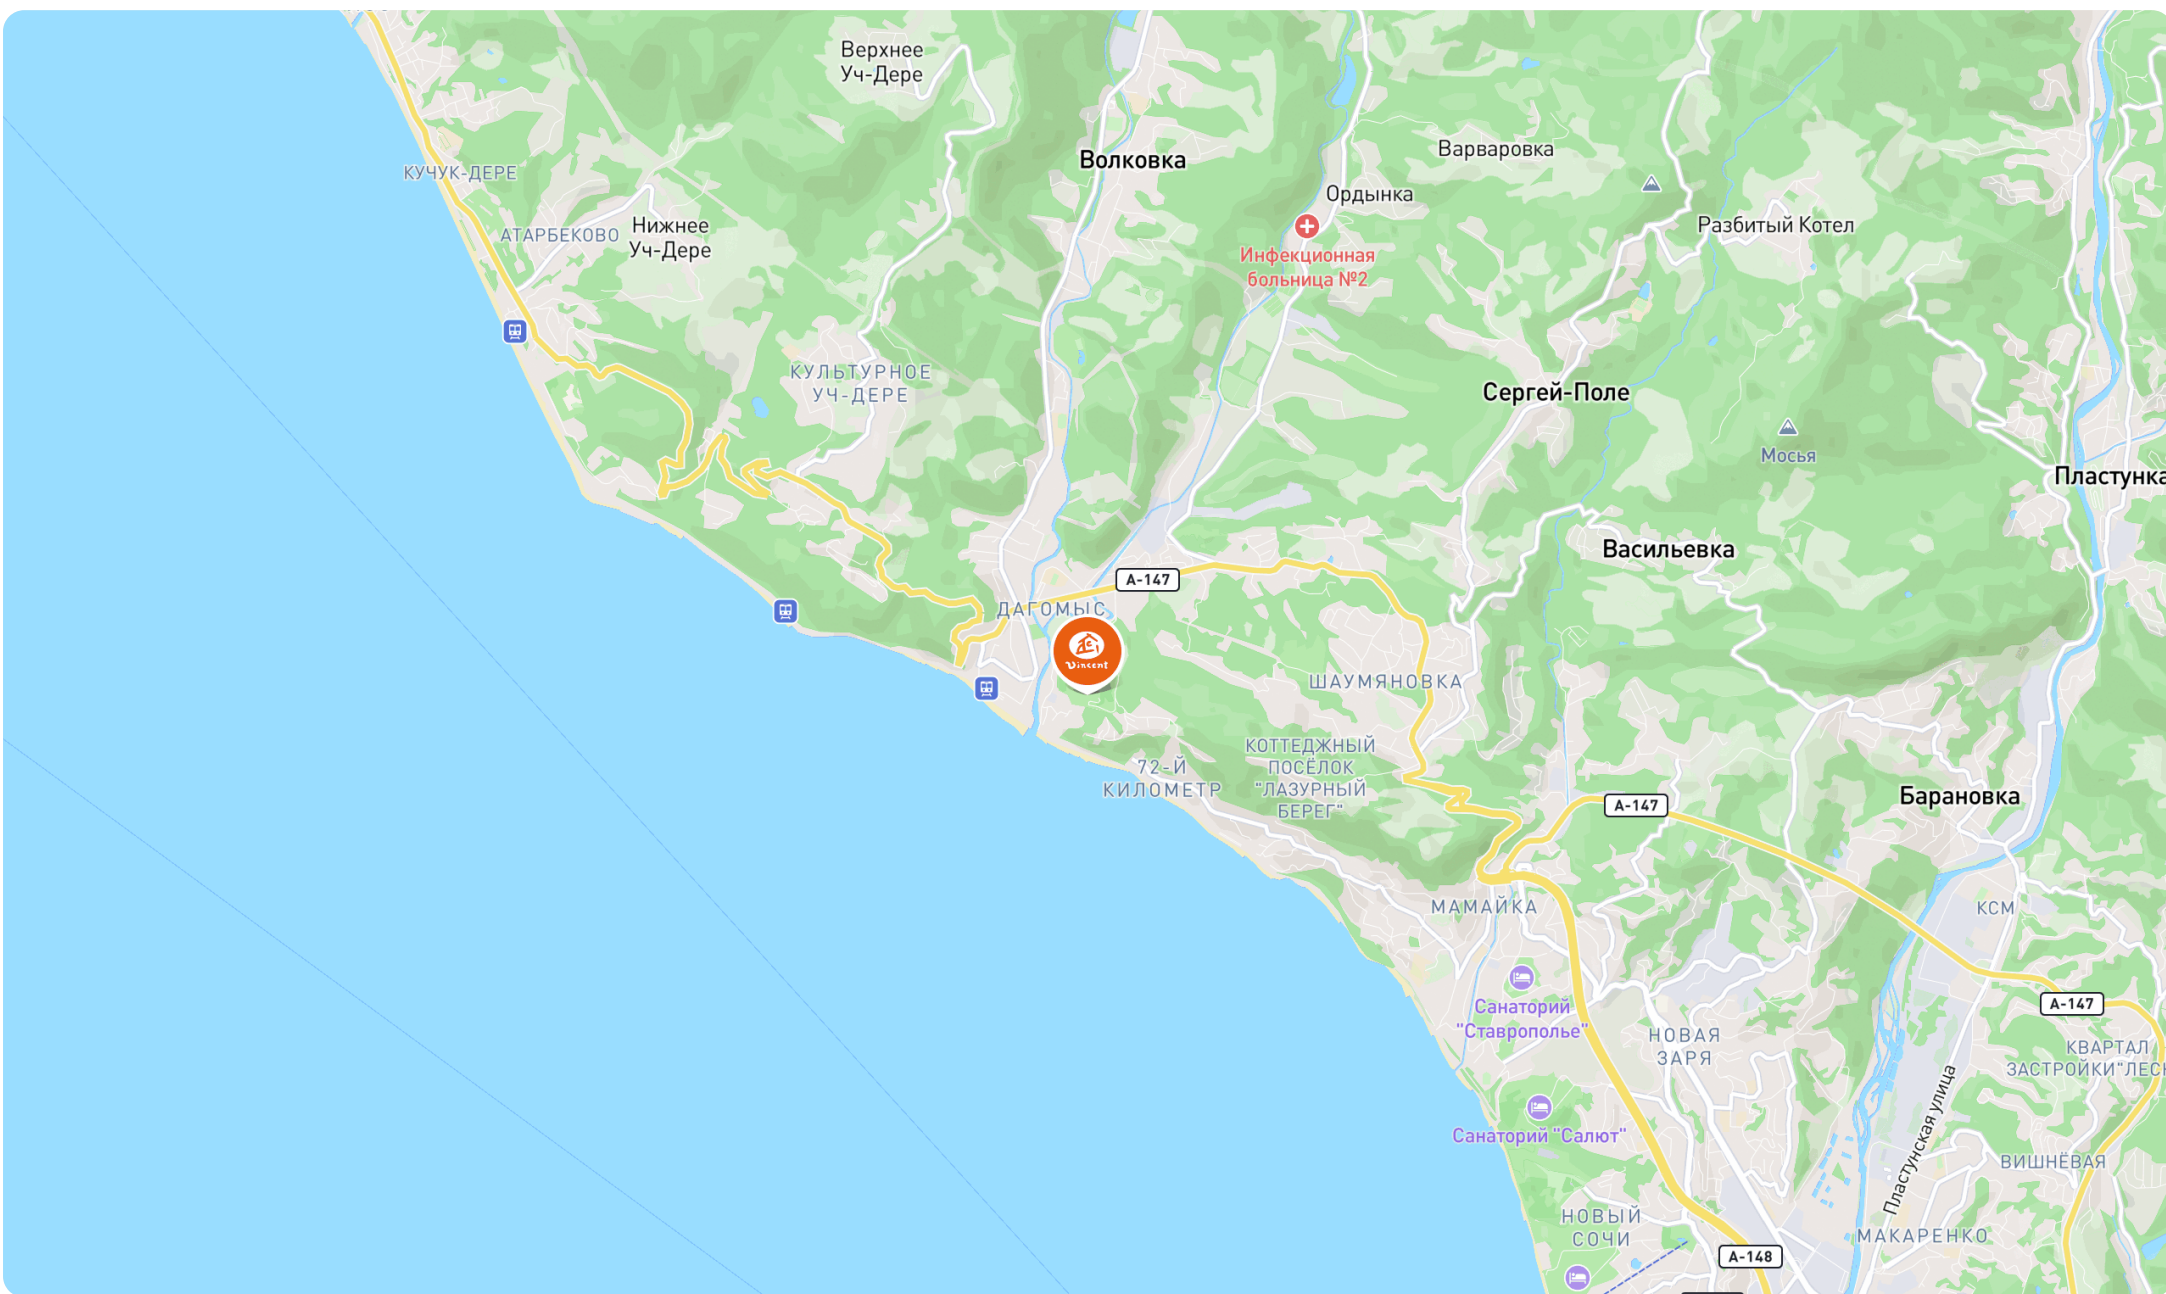 Верхнее
Уч-Дере
Волковка
Варваровка
КУЧУК-ДЕРЕ
Ордынка
Нижнее
Уч-Дере
АТАРБЕКОВО
Разбитый Котел
Инфекционная
больница №2
КУЛЬТУРНОЕ
УЧ-ДЕРЕ
Сергей-Поле
Мосья
Пластунка
Васильевка
А-147
ДАГОМЫС
Vincent
ШАУМЯНОВКА
КОТТЕДЖНЫЙ
ПОСЁЛОК
"ЛАЗУРНЫЙ
БЕРЕГ"
72-Й
КИЛОМЕТР
А-147
Барановка
МАМАЙКА
КСМ
Санаторий
"Ставрополье"
А-147
НОВАЯ
ЗАРЯ
КВАРТАЛ
ЗАСТРОЙКИ"ЛЕС
Санаторий "Салют"
Пластунская улица
ВИШНЁВАЯ
НОВЫЙ
СОЧИ
МАКАРЕНКО
А-148